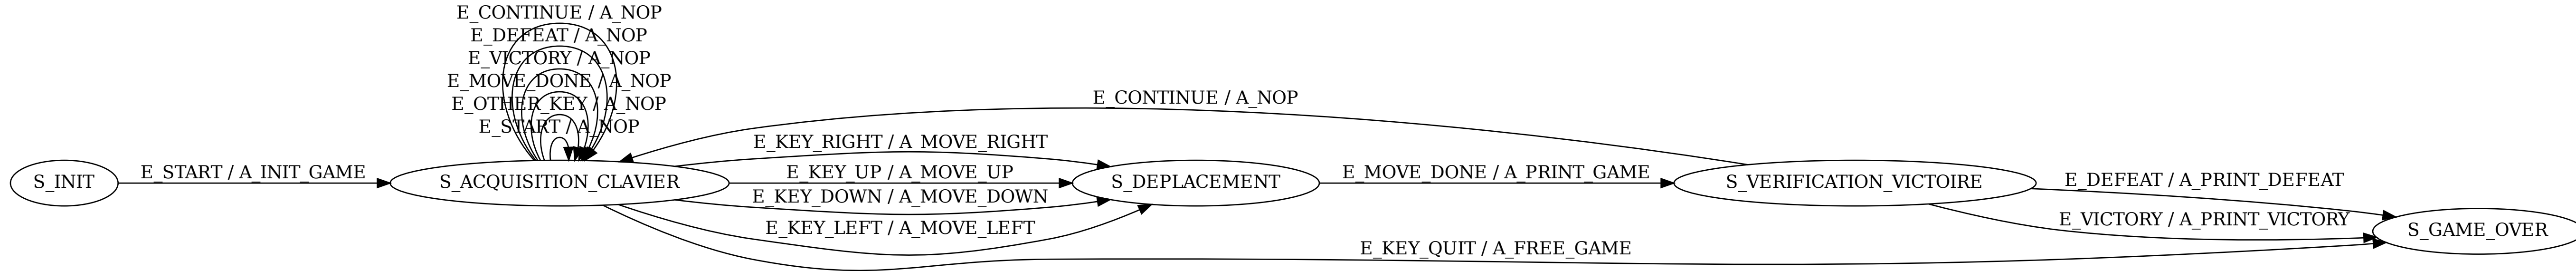 E_CONTINUE / A_NOP
E_DEFEAT / A_NOP
E_VICTORY / A_NOP
E_MOVE_DONE / A_NOP
E_OTHER_KEY / A_NOP
E_START / A_NOP
E_CONTINUE / A_NOP
S_INIT
E_START / A_INIT_GAME
S_ACQUISITION_CLAVIER
E_KEY_RIGHT / A_MOVE_RIGHT
E_KEY_UP / A_MOVE_UP
E_KEY_DOWN / A_MOVE_DOWN
E_KEY_LEFT / A_MOVE_LEFT
S_DEPLACEMENT
E_MOVE_DONE / A_PRINT_GAME
S_VERIFICATION_VICTOIRE
E_DEFEAT / A_PRINT_DEFEAT
E_VICTORY / A_PRINT_VICTORY
E_KEY_QUIT / A_FREE_GAME
S_GAME_OVER